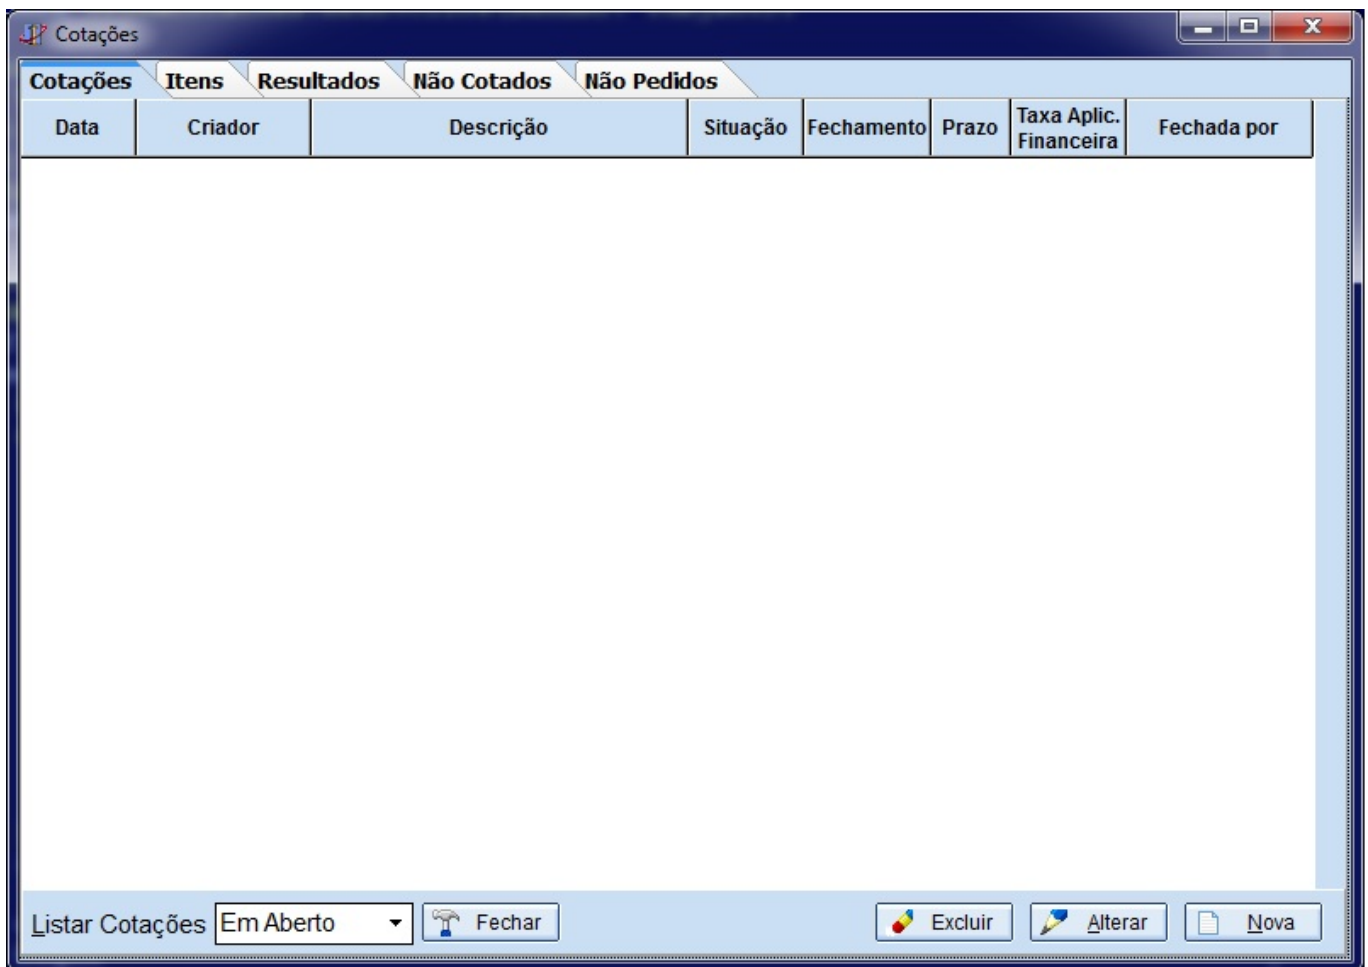 Cotações
Cotações Itens Resultados Não Cotados Não Pedidos
Data Criador Descrição Situação Fechamento Prazo Taxa Aplic. Financeira Fechada por
Listar Cotações Em Aberto Fechar Excluir Alterar Nova